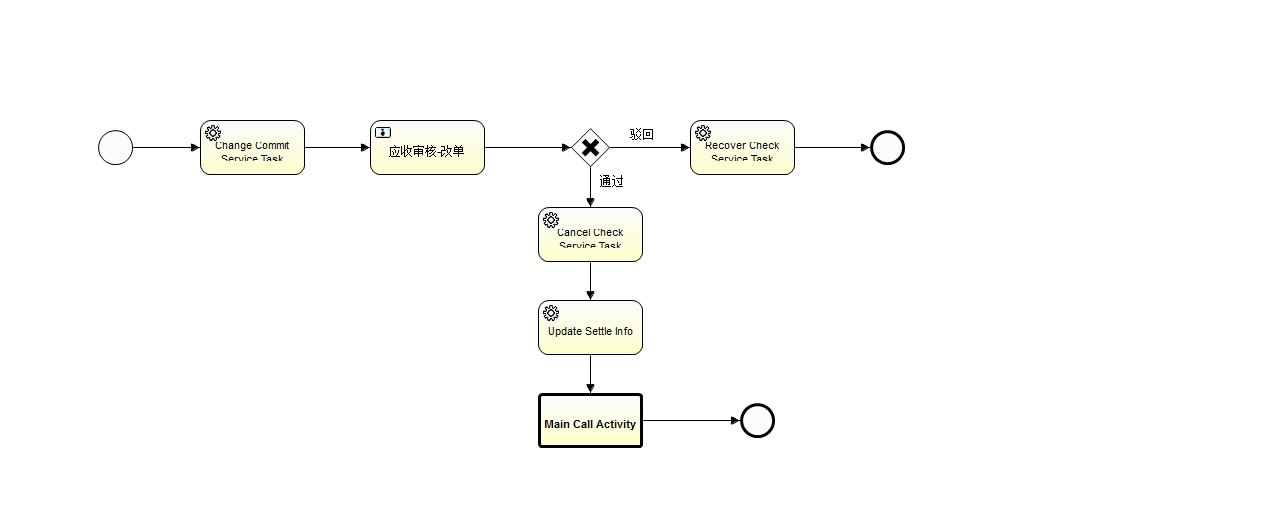 Change Commit
Service Task
应收审核-改单
驳回
Recover Check
Service Task
通过
Cancel Check
Service Task
Update Settle Info
Main Call Activity